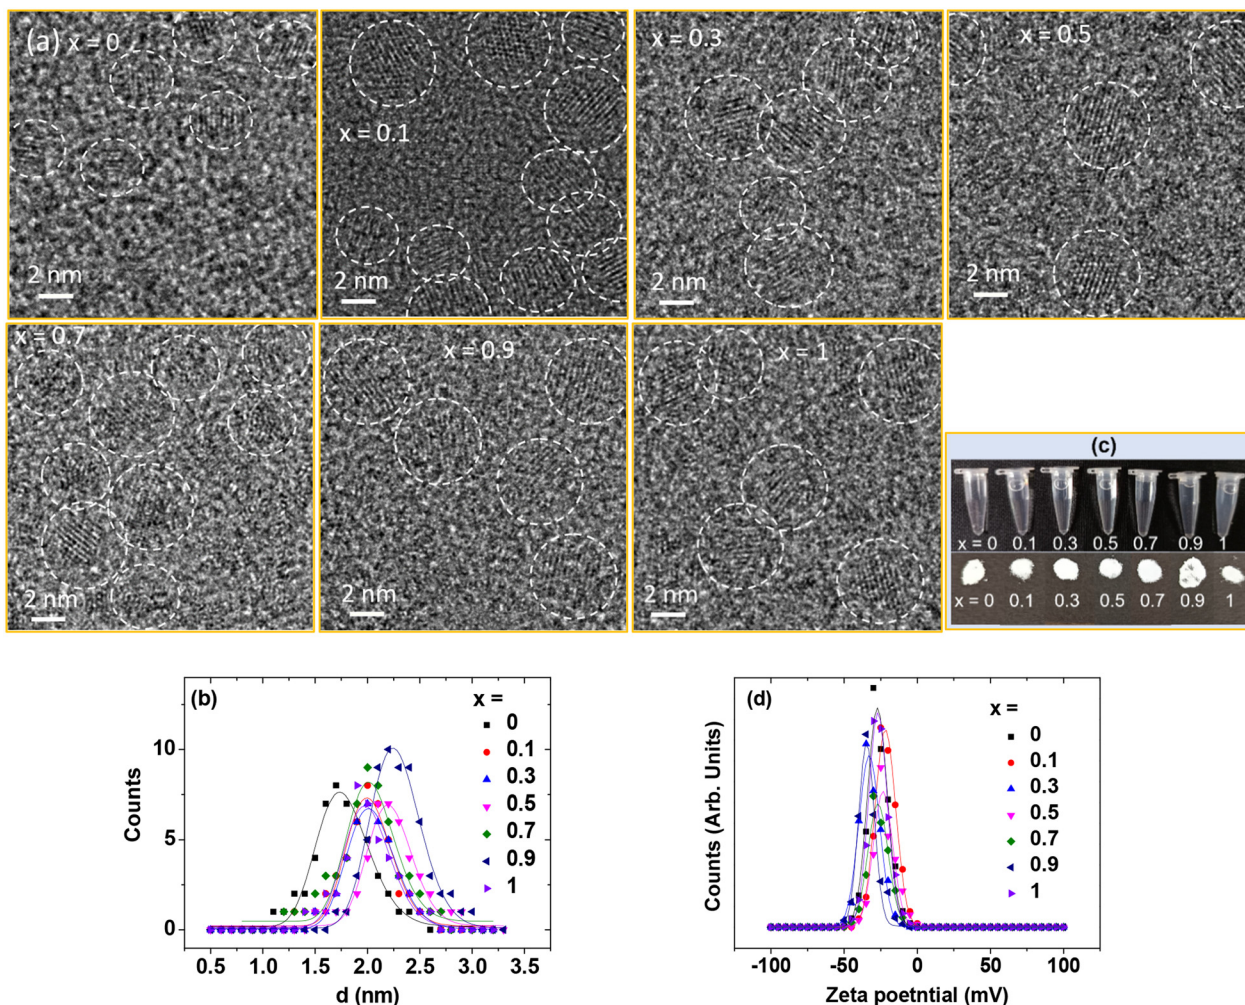 (a) x = 0
2 nm
x = 0.1
2 nm
x = 0.3
2 nm
x = 0.5
2 nm
x = 0.7
2 nm
x = 0.9
2 nm
x = 1
2 nm
(c)
x = 0 0.1 0.3 0.5 0.7 0.9 1
x = 0 0.1 0.3 0.5 0.7 0.9 1
(b)
x =
0
0.1
0.3
0.5
0.7
0.9
1
10
5
0
Counts
0.5 1.0 1.5 2.0 2.5 3.0 3.5
d (nm)
(d)
x =
0
0.1
0.3
0.5
0.7
0.9
1
Counts (Arb. Units)
-100 -50 0 50 100
Zeta poetntial (mV)